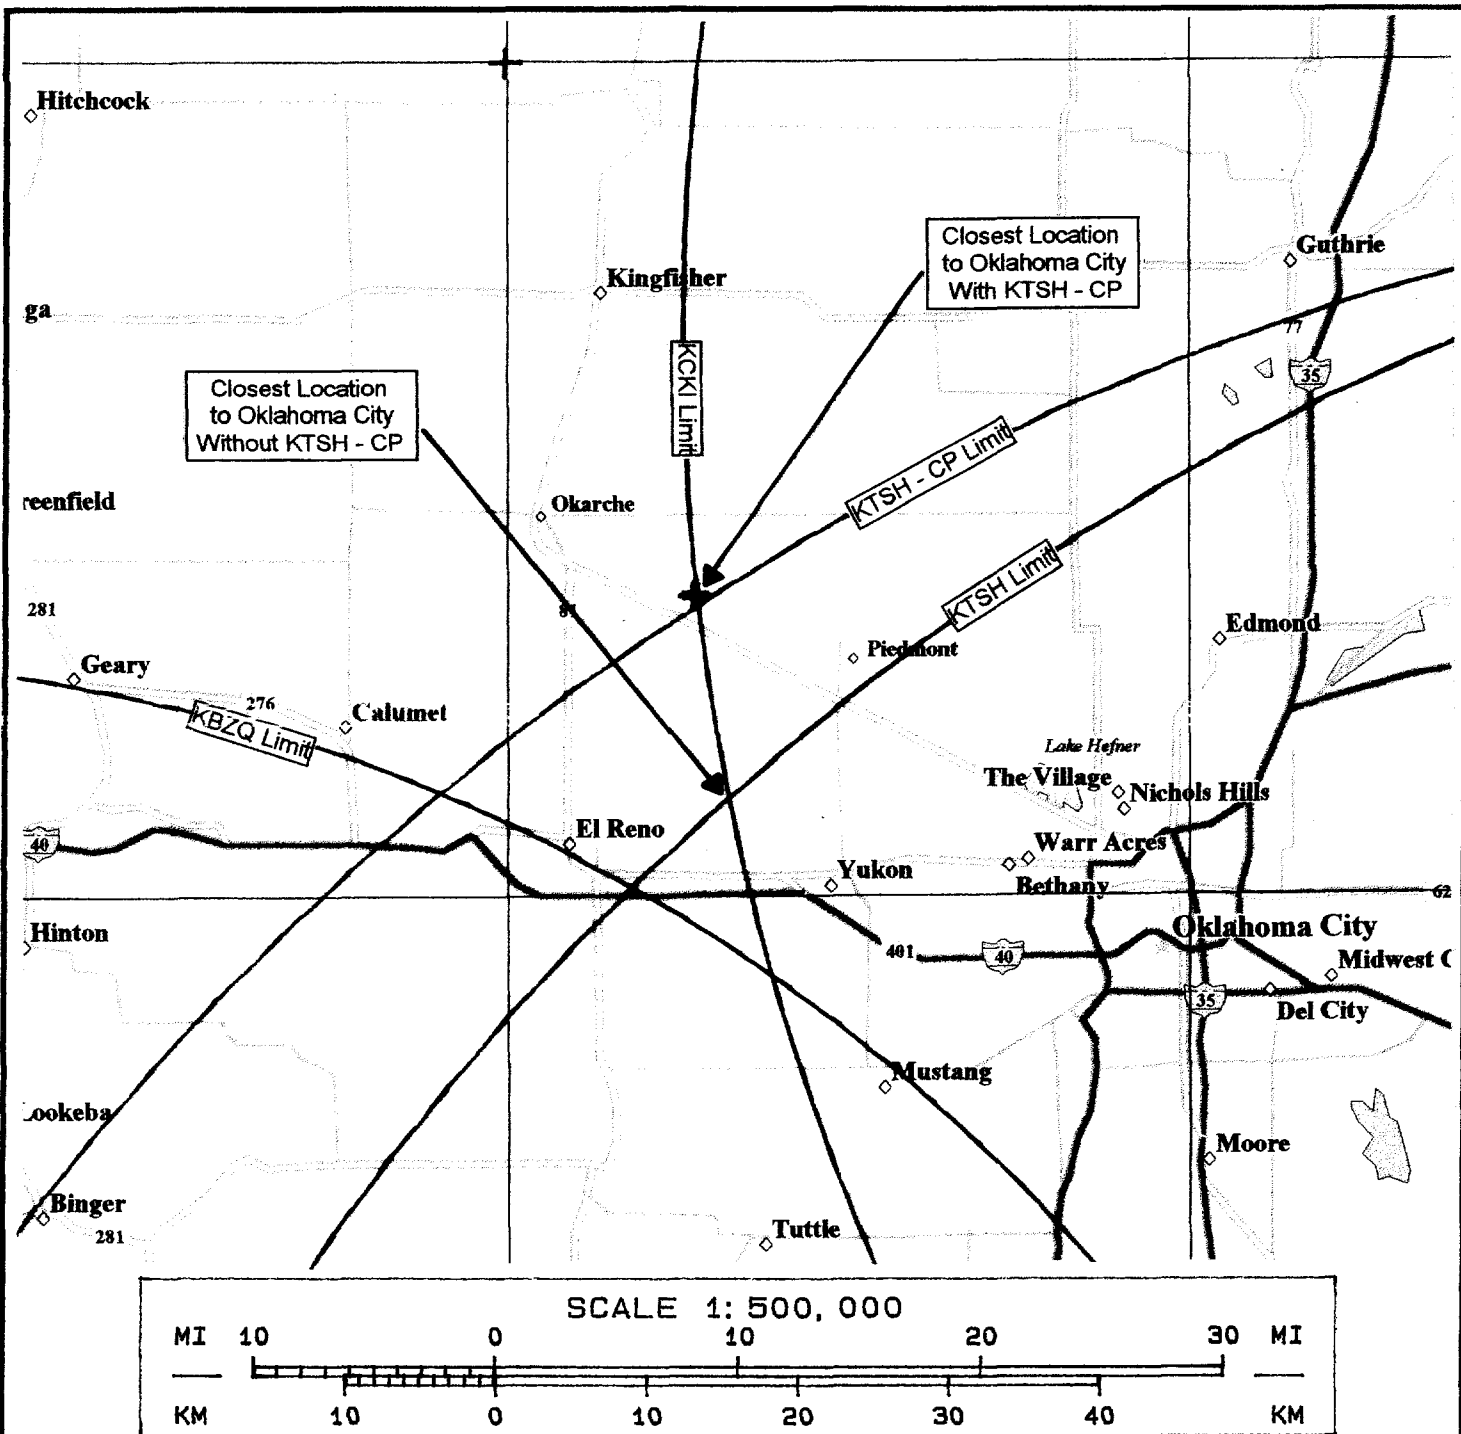 Hitchcock
Closest Location
to Oklahoma City
With KTSH - CP
Guthrie
Kingfisher
ga
77
KCKI Limit
35
Closest Location
to Oklahoma City
Without KTSH - CP
KTSH - CP Limit
reenfield
Okarche
KTSH Limit
281
81
Edmond
Piedmont
Geary
276
Calumet
KBZQ Limit
Lake Hefner
The Village
Nichols Hills
40
El Reno
Warr Acres
Yukon
Bethany
62
Hinton
Oklahoma City
401
40
Midwest C
35
Del City
Mustang
Lookeba
Moore
Binger
281
Tuttle
SCALE 1: 500, 000
MI 10 0 10 20 30 MI
KM 10 0 10 20 30 40 KM